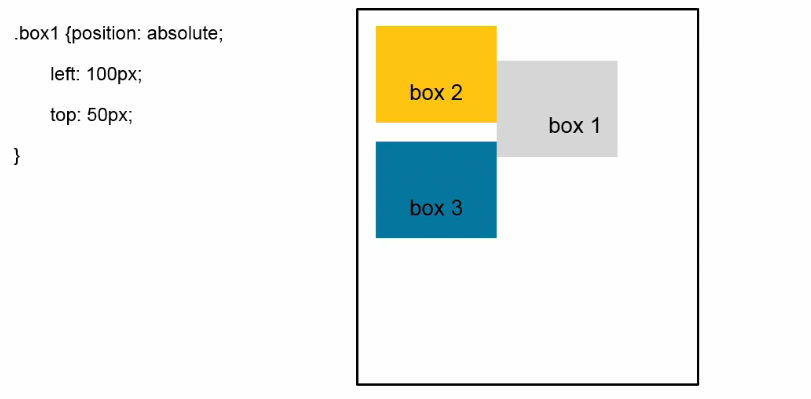 .box1 {position: absolute;
left: 100px;
top: 50px;
}
box 2
box 1
box 3